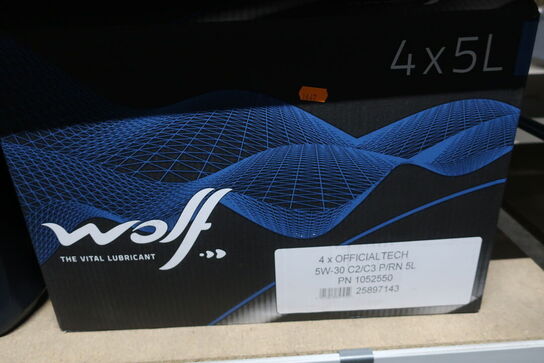 4x5L
wolf
THE VITAL LUBRICANT
4 x OFFICIALTECH
5W-30 C2/C3 P/RN 5L
PN 1052550
25897143